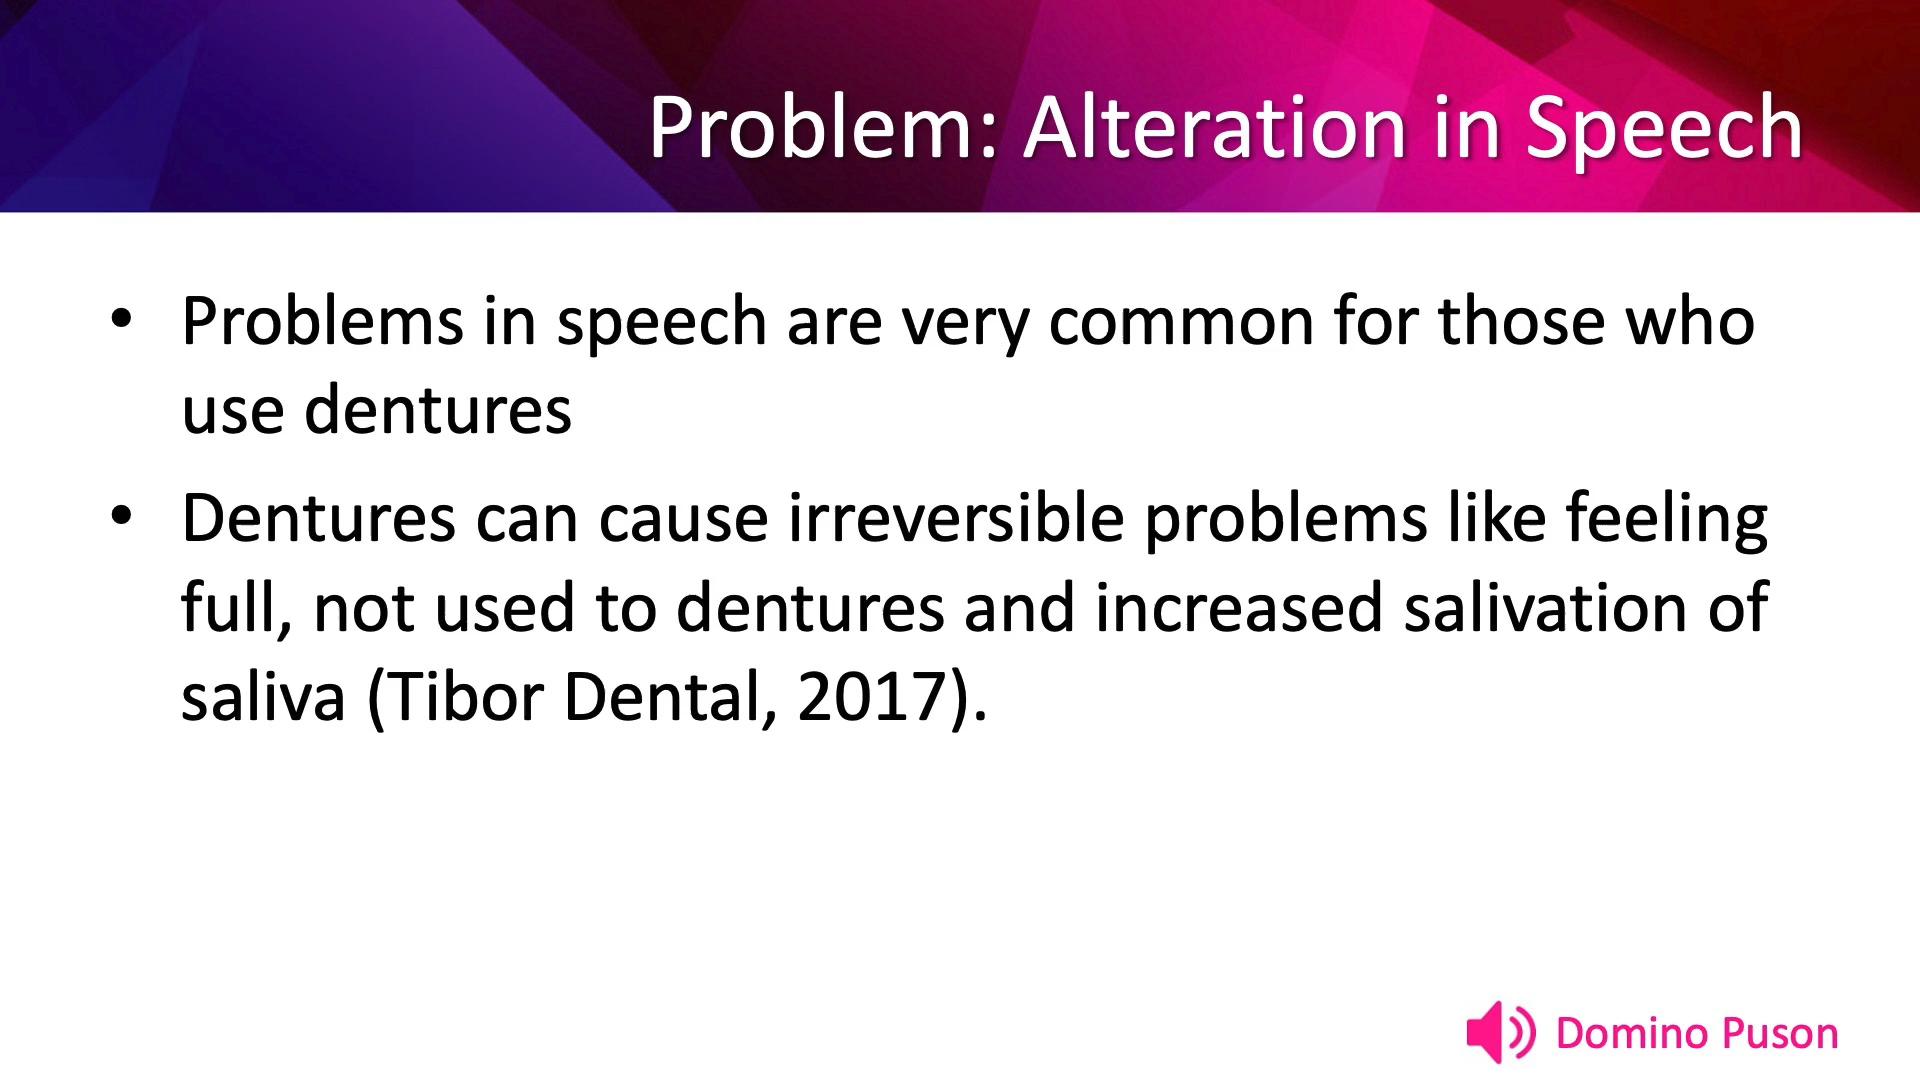 Problem: Alteration in Speech
• Problems in speech are very common for those who
use dentures
• Dentures can cause irreversible problems like feeling
full, not used to dentures and increased salivation of
saliva (Tibor Dental, 2017).
Domino Puson